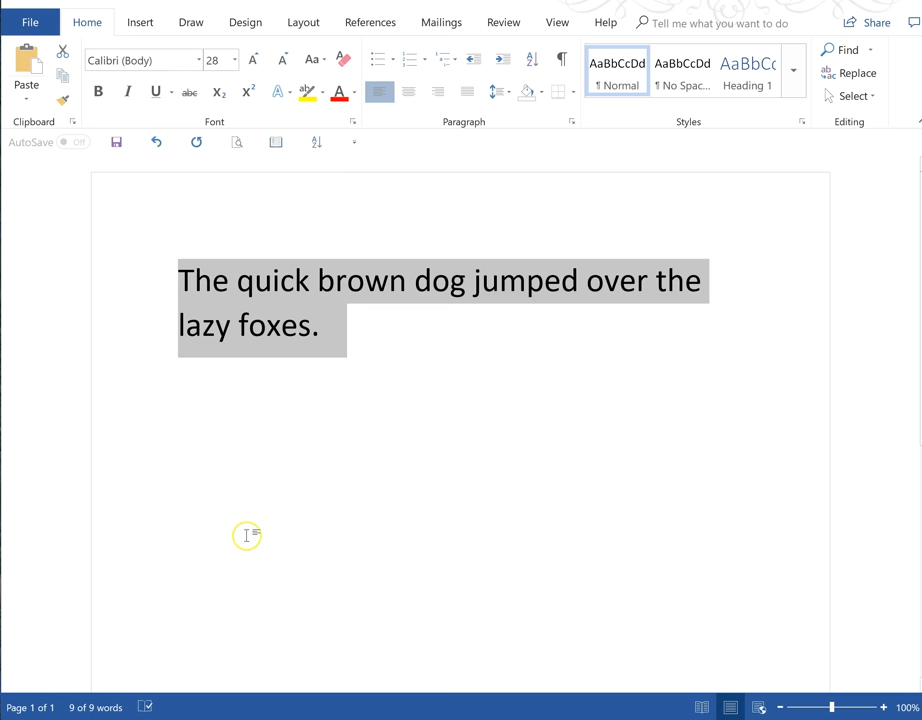 File Home Insert Draw Design Layout References Mailings Review View Help Tell me what you want to do Share
Paste
Clipboard
Calibri (Body) 28 Aa
B I U abc X2 X2 A A
Font
Paragraph
AaBbCcDd AaBbCcDd AaBbCc
¶ Normal ¶ No Spac... Heading 1
Styles
Find
Replace
Select
Editing
AutoSave Off
The quick brown dog jumped over the
lazy foxes.
Page 1 of 1 9 of 9 words 100%